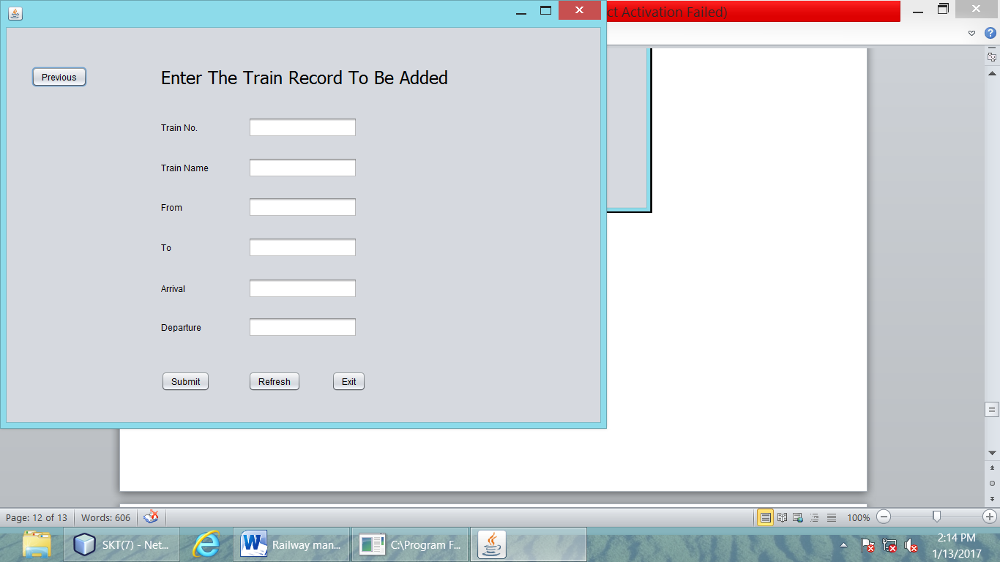 ct Activation Failed)
Previous
Enter The Train Record To Be Added
Train No.
Train Name
From
To
Arrival
Departure
Submit Refresh Exit
Page: 12 of 13 Words: 606 100%
SKT(7) - Net... Railway man... C:\Program F... 2:14 PM
1/13/2017